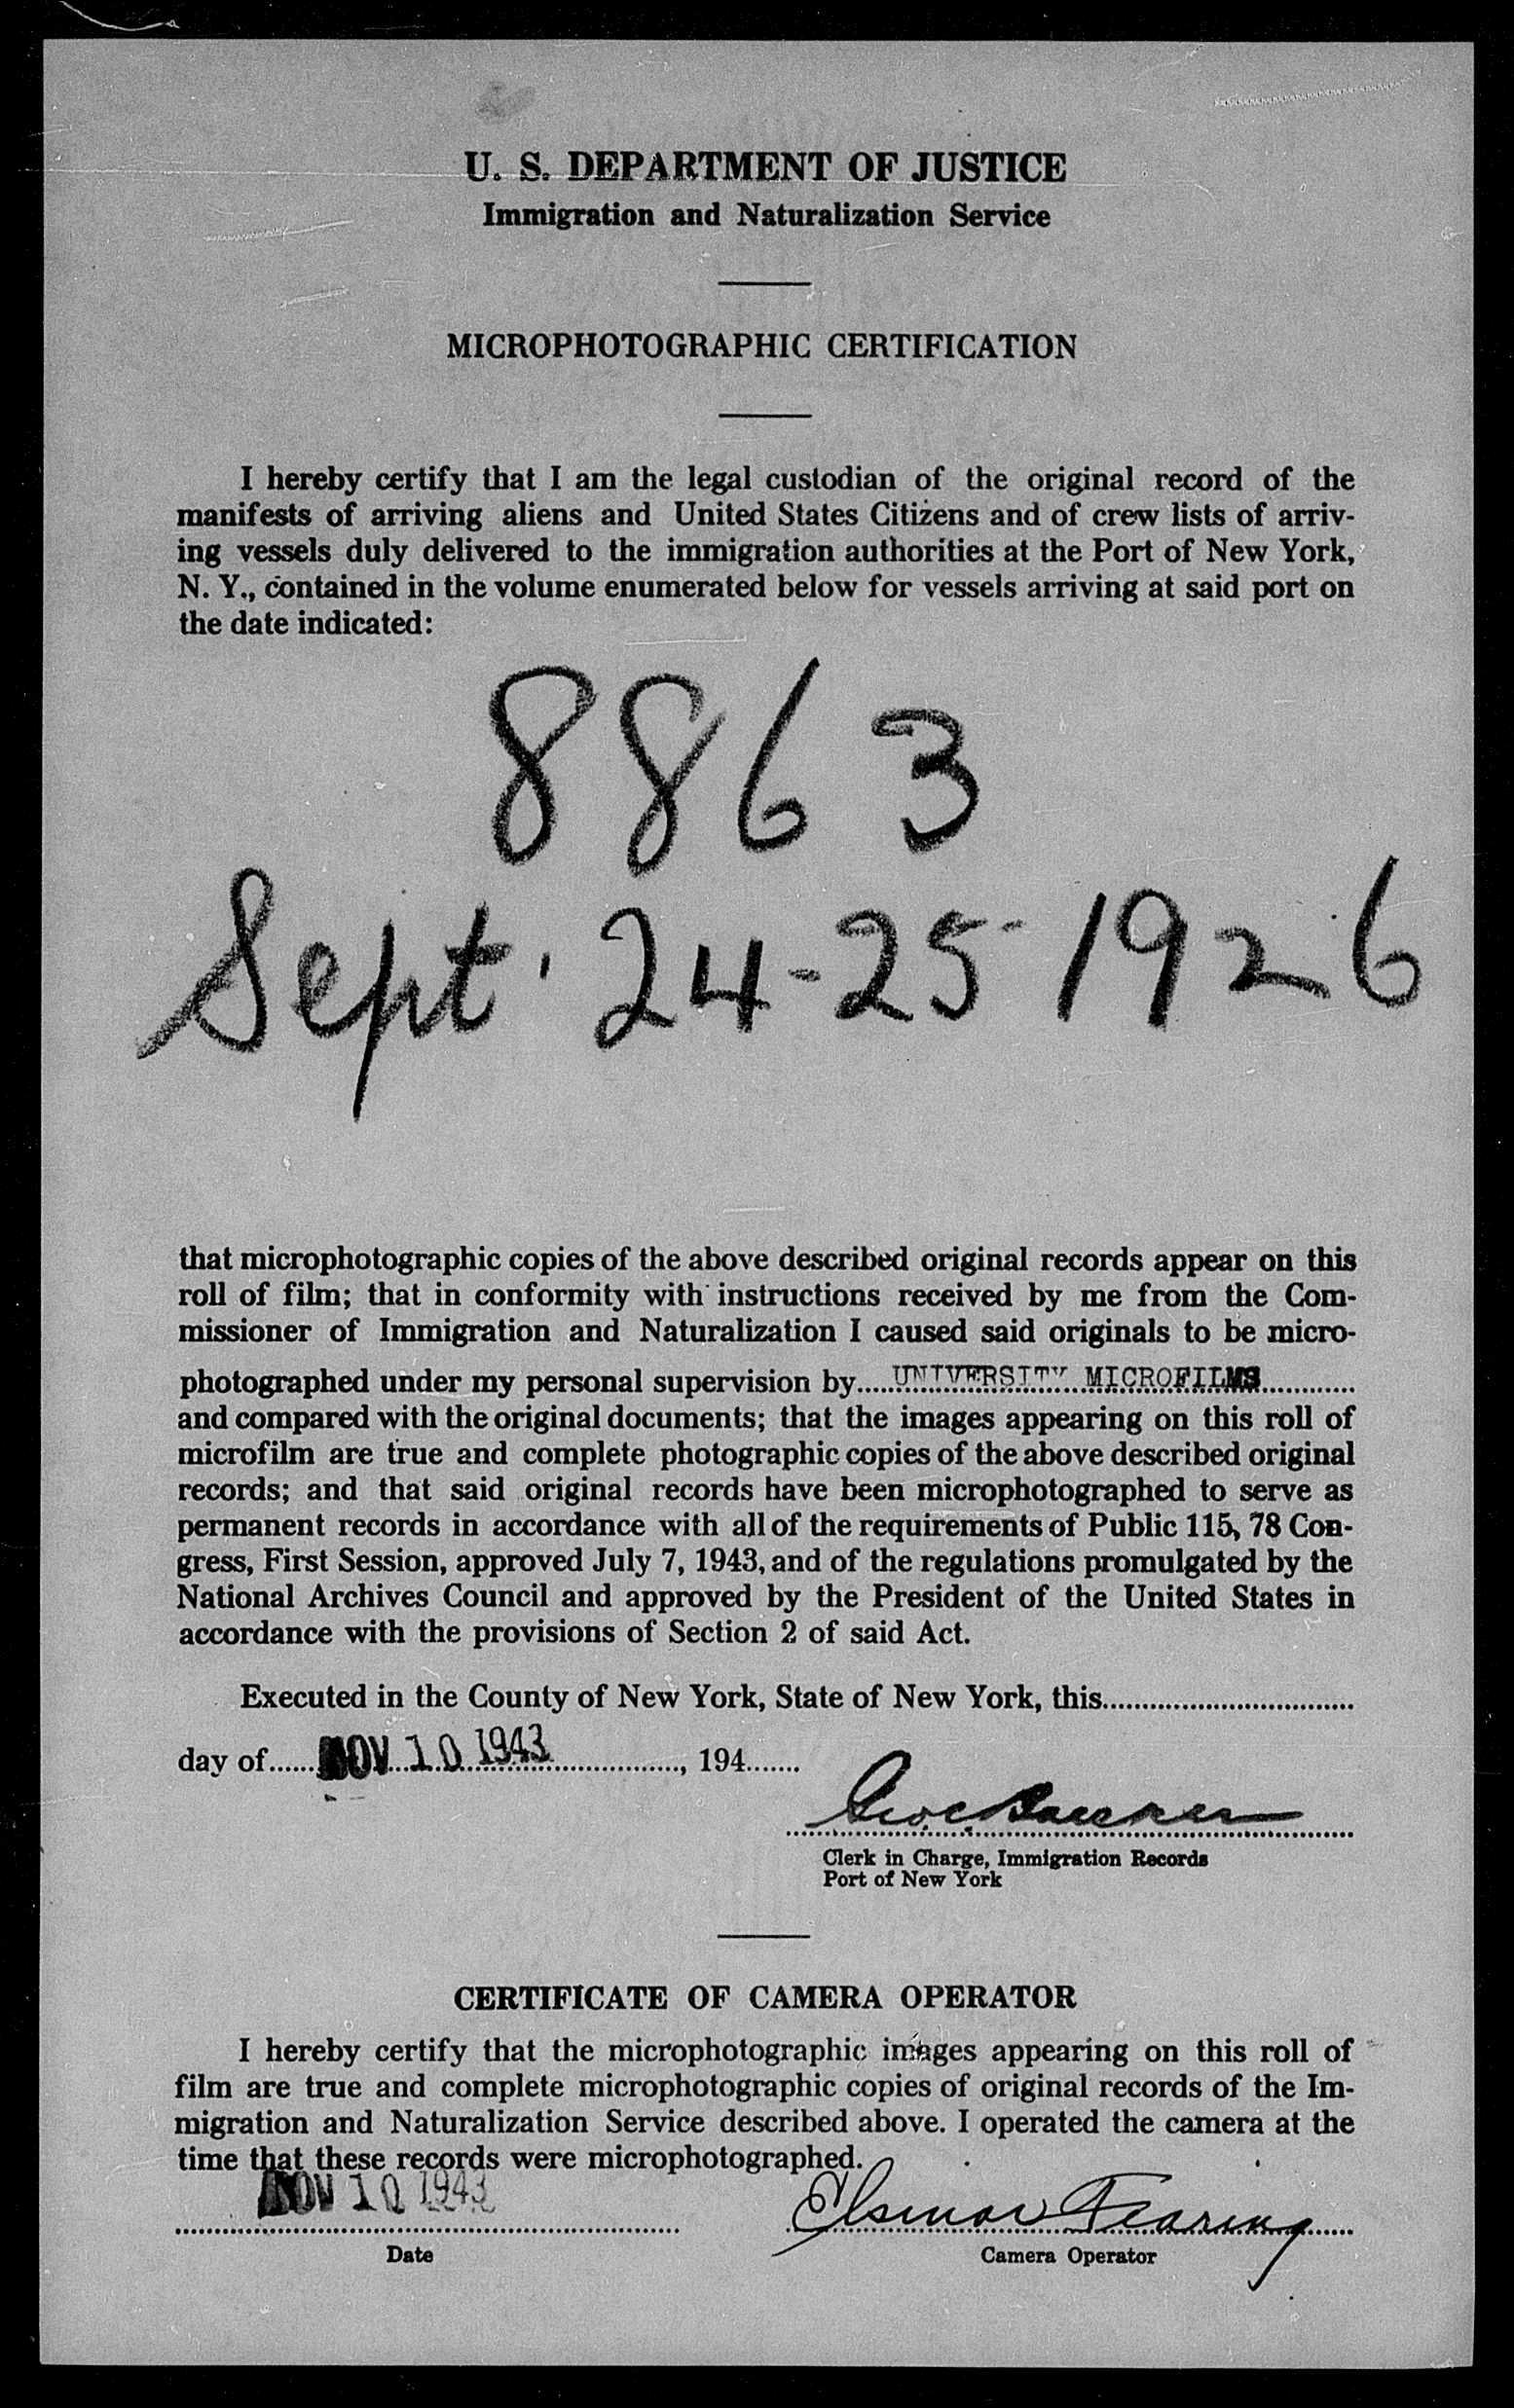 U. S. DEPARTMENT OF JUSTICE
Immigration and Naturalization Service
MICROPHOTOGRAPHIC CERTIFICATION
I hereby certify that I am the legal custodian of the original record of the
manifests of arriving aliens and United States Citizens and of crew lists of arriv-
ing vessels duly delivered to the immigration authorities at the Port of New York,
N. Y., contained in the volume enumerated below for vessels arriving at said port on
the date indicated:
8863
Sept. 24-25 1926
that microphotographic copies of the above described original records appear on this
roll of film; that in conformity with instructions received by me from the Com-
missioner of Immigration and Naturalization I caused said originals to be micro-
photographed under my personal supervision by.....UNIVERSITY MICROFILMS............
and compared with the original documents; that the images appearing on this roll of
microfilm are true and complete photographic copies of the above described original
records; and that said original records have been microphotographed to serve as
permanent records in accordance with all of the requirements of Public 115, 78 Con-
gress, First Session, approved July 7, 1943, and of the regulations promulgated by the
National Archives Council and approved by the President of the United States in
accordance with the provisions of Section 2 of said Act.
Executed in the County of New York, State of New York, this................................
day of......NOV 10 1943................, 194.......
Clerk in Charge, Immigration Records
Port of New York
CERTIFICATE OF CAMERA OPERATOR
I hereby certify that the microphotographic images appearing on this roll of
film are true and complete microphotographic copies of original records of the Im-
migration and Naturalization Service described above. I operated the camera at the
time that these records were microphotographed.
NOV 10 1943
Fearing
Date
Camera Operator